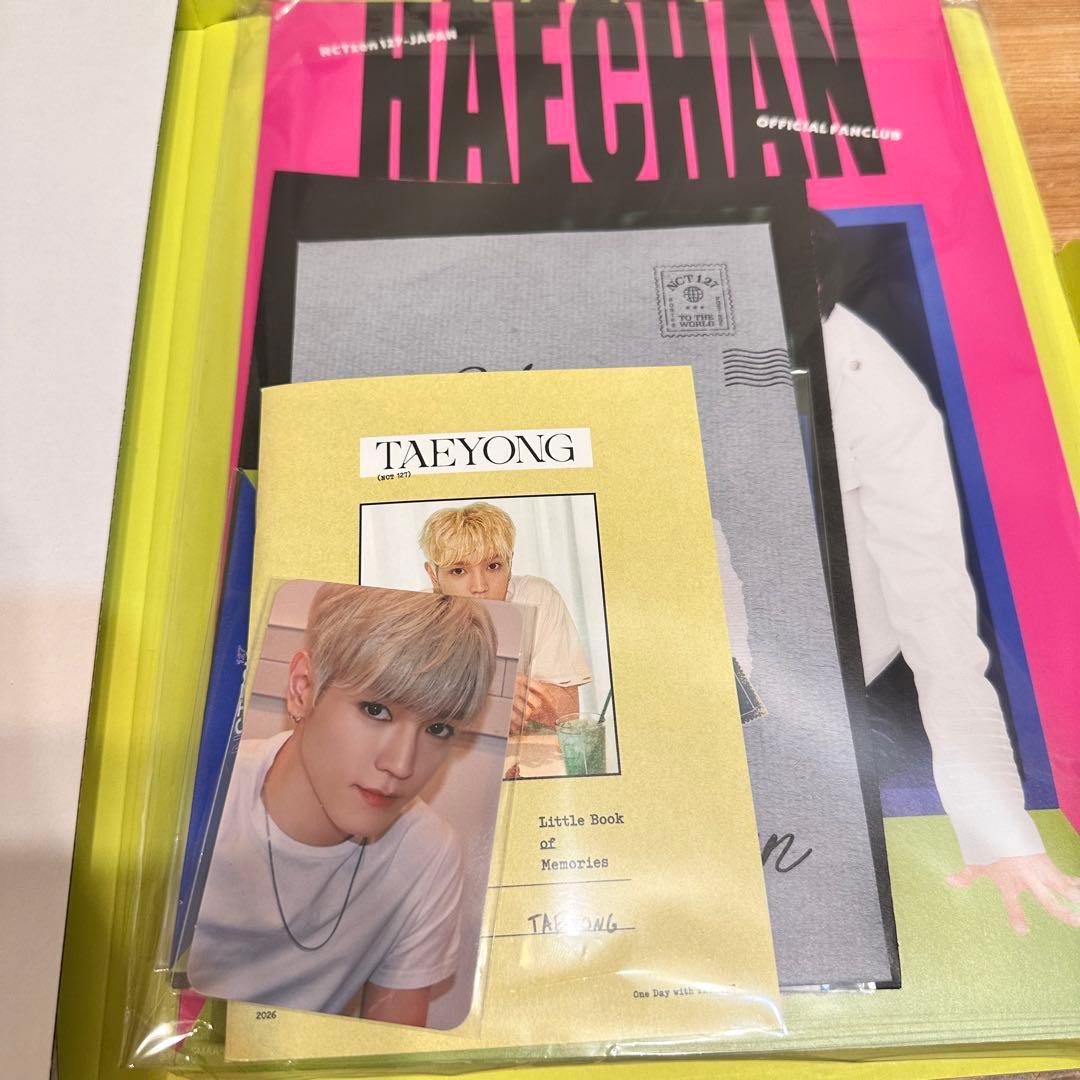 NCTzen 127-JAPAN
HAECHAN
OFFICIAL FANCLUB
NCT 127
TO THE
WORLD
TAEYONG
(NCT 127)
Little Book
of
Memories
TAEYONG
One Day with
2026